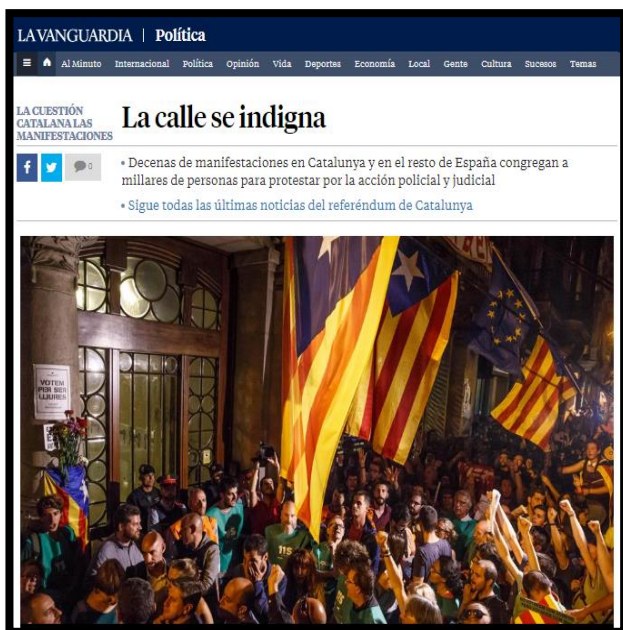 LA VANGUARDIA | Política
Al Minuto Internacional Política Opinión Vida Deportes Economía Local Gente Cultura Sucesos Temas
LA CUESTIÓN
CATALANA LAS
MANIFESTACIONES
La calle se indigna
0
• Decenas de manifestaciones en Catalunya y en el resto de España congregan a
millares de personas para protestar por la acción policial y judicial
• Sigue todas las últimas noticias del referéndum de Catalunya
VOTEM
PER SER
LLIURES
115